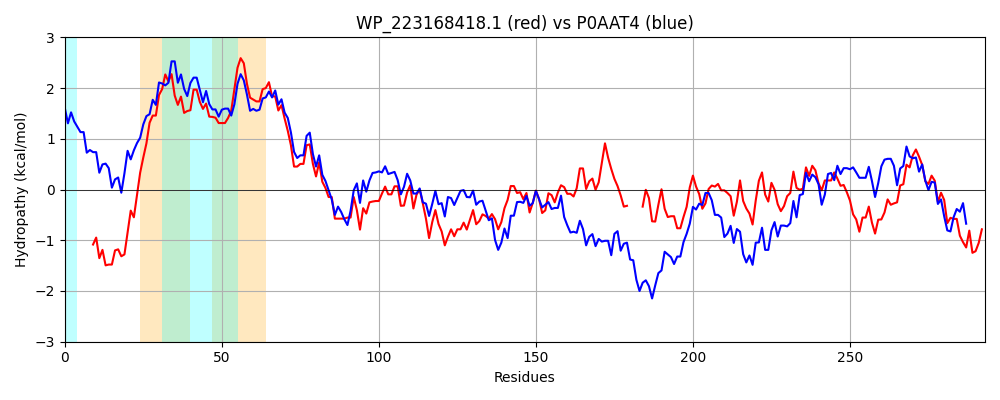 WP_223168418.1 (red) vs P0AAT4 (blue)
Hydropathy (kcal/mol)
3
2
1
0
−1
−2
−3
0 50 100 150 200 250
Residues